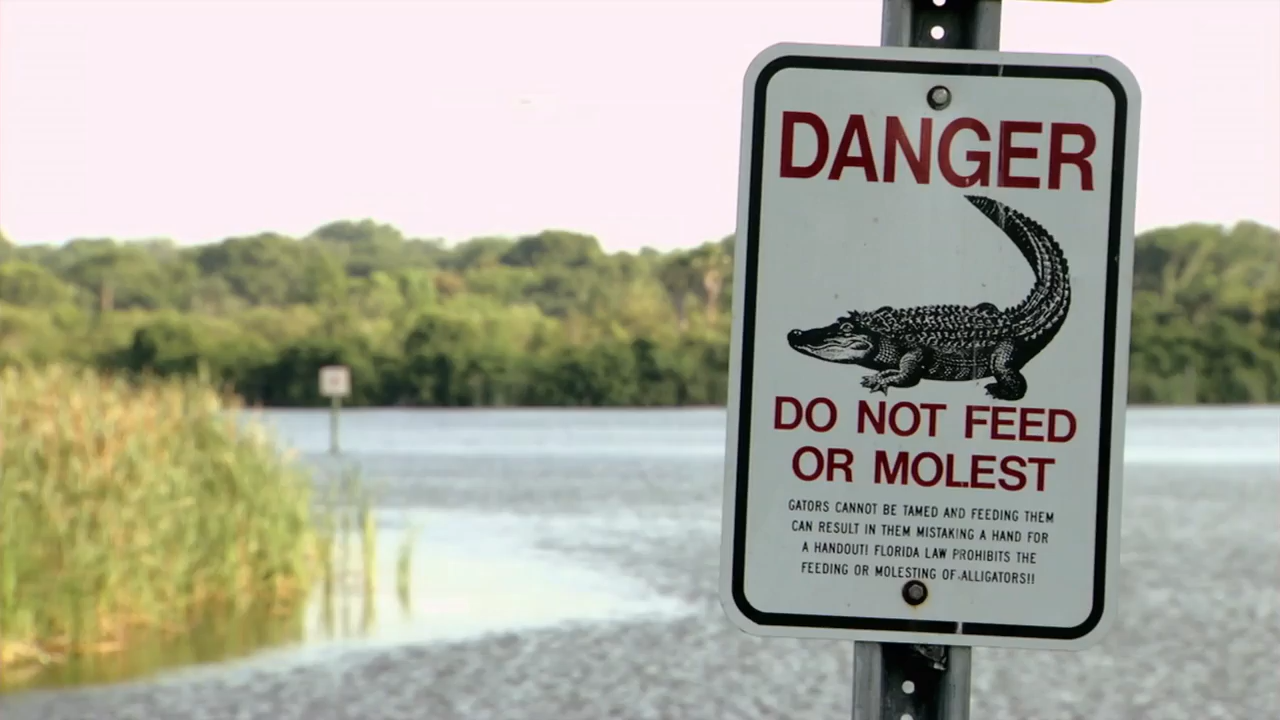 DANGER
DO NOT FEED
OR MOLEST
GATORS CANNOT BE TAMED AND FEEDING THEM
CAN RESULT IN THEM MISTAKING A HAND FOR
A HANDOUT! FLORIDA LAW PROHIBITS THE
FEEDING OR MOLESTING OF ALLIGATORS!!